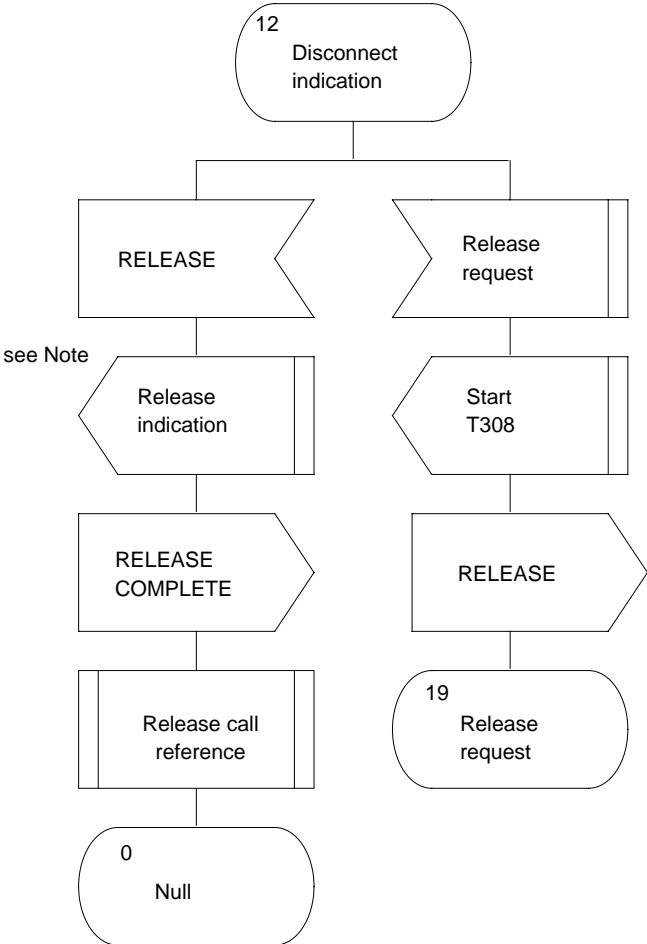 12
Disconnect
indication
RELEASE
Release
request
see Note
Release
indication
Start
T308
RELEASE
COMPLETE
RELEASE
Release call
reference
19
Release
request
0
Null